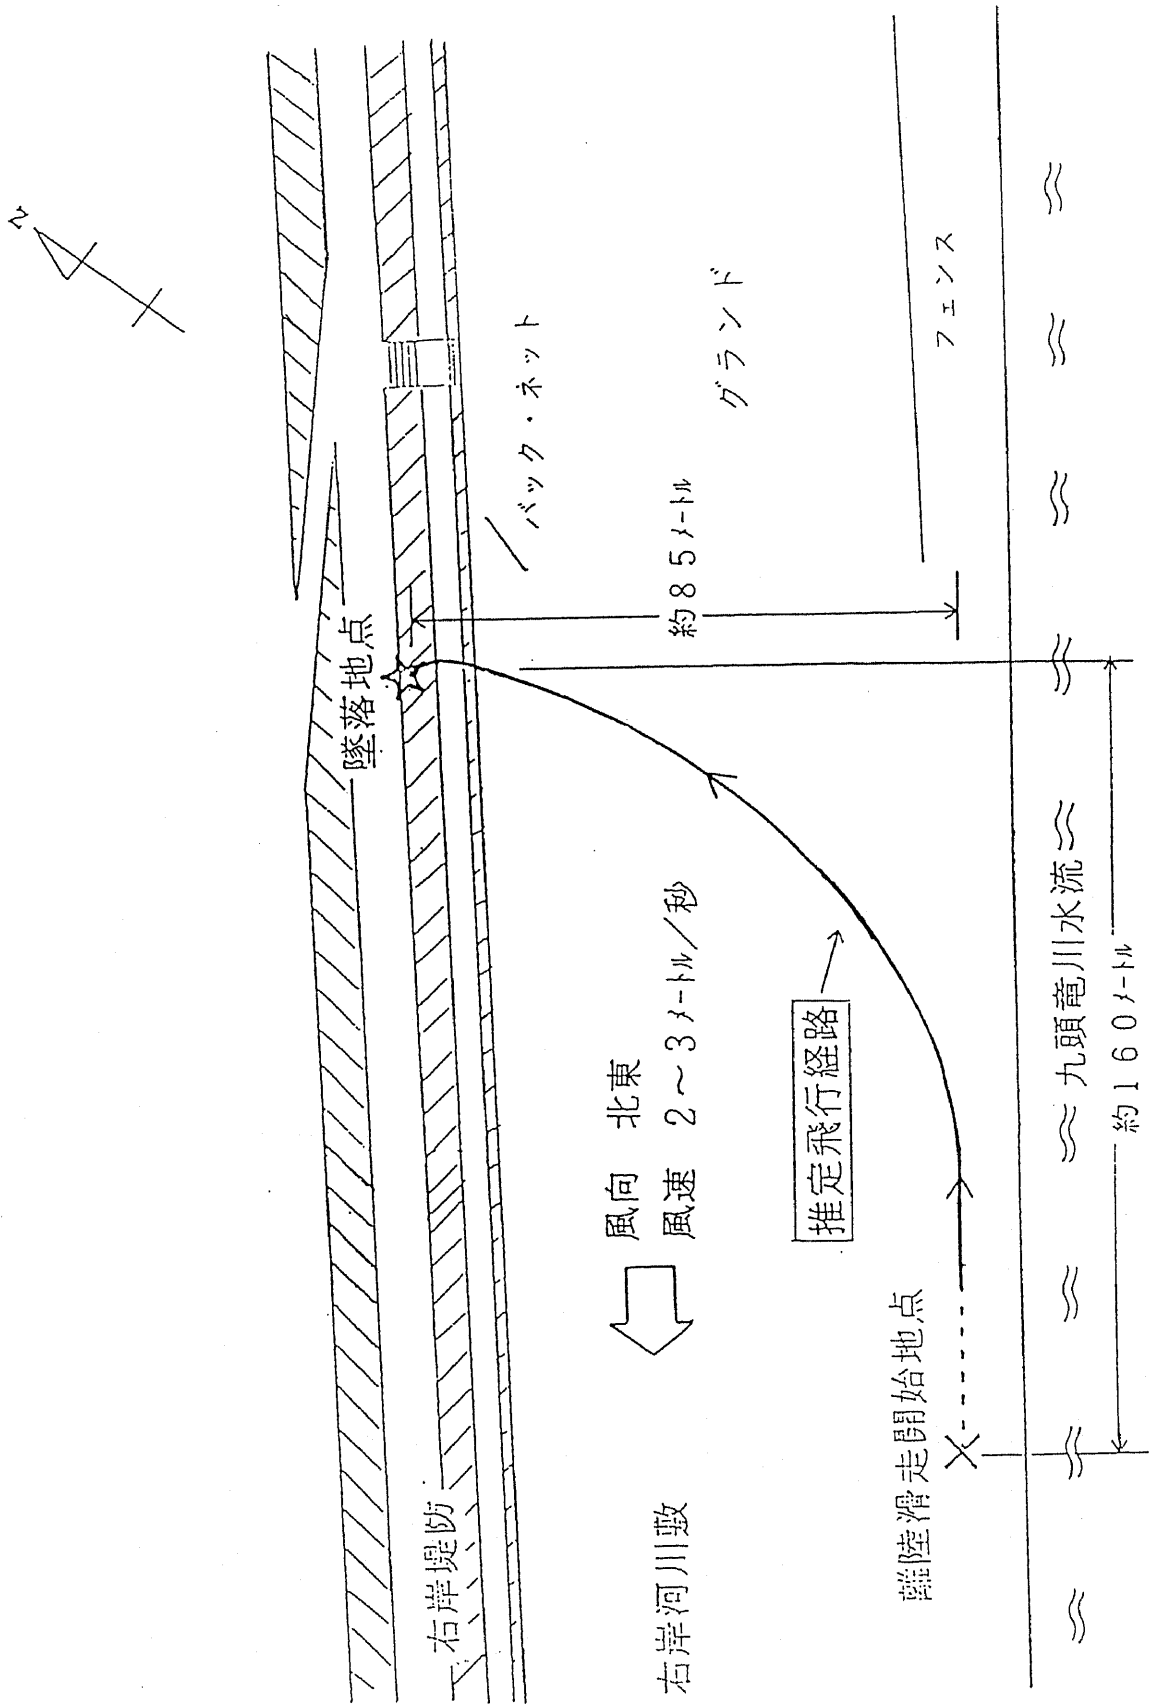 N
墜落地点
バック・ネット
グランド
フェンス
約85メートル
風向 北東
風速 2～3メートル/秒
推定飛行経路
右岸堤防
右岸河川敷
離陸滑走開始地点
九頭竜川水流
約160メートル